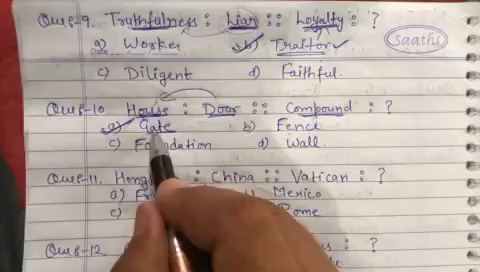 Ques-9. Truthfulness : Liar :: Loyalty : ?
a) Worker b) Traitor
Saathi
Date
c) Diligent d) Faithful.
Ques-10 House : Door :: Compound : ?
a) Gate b) Fence
c) Foundation d) Wall.
Ques-11. : China :: Vatican : ?
a) Mexico
c) Rome
Ques-12. : ?